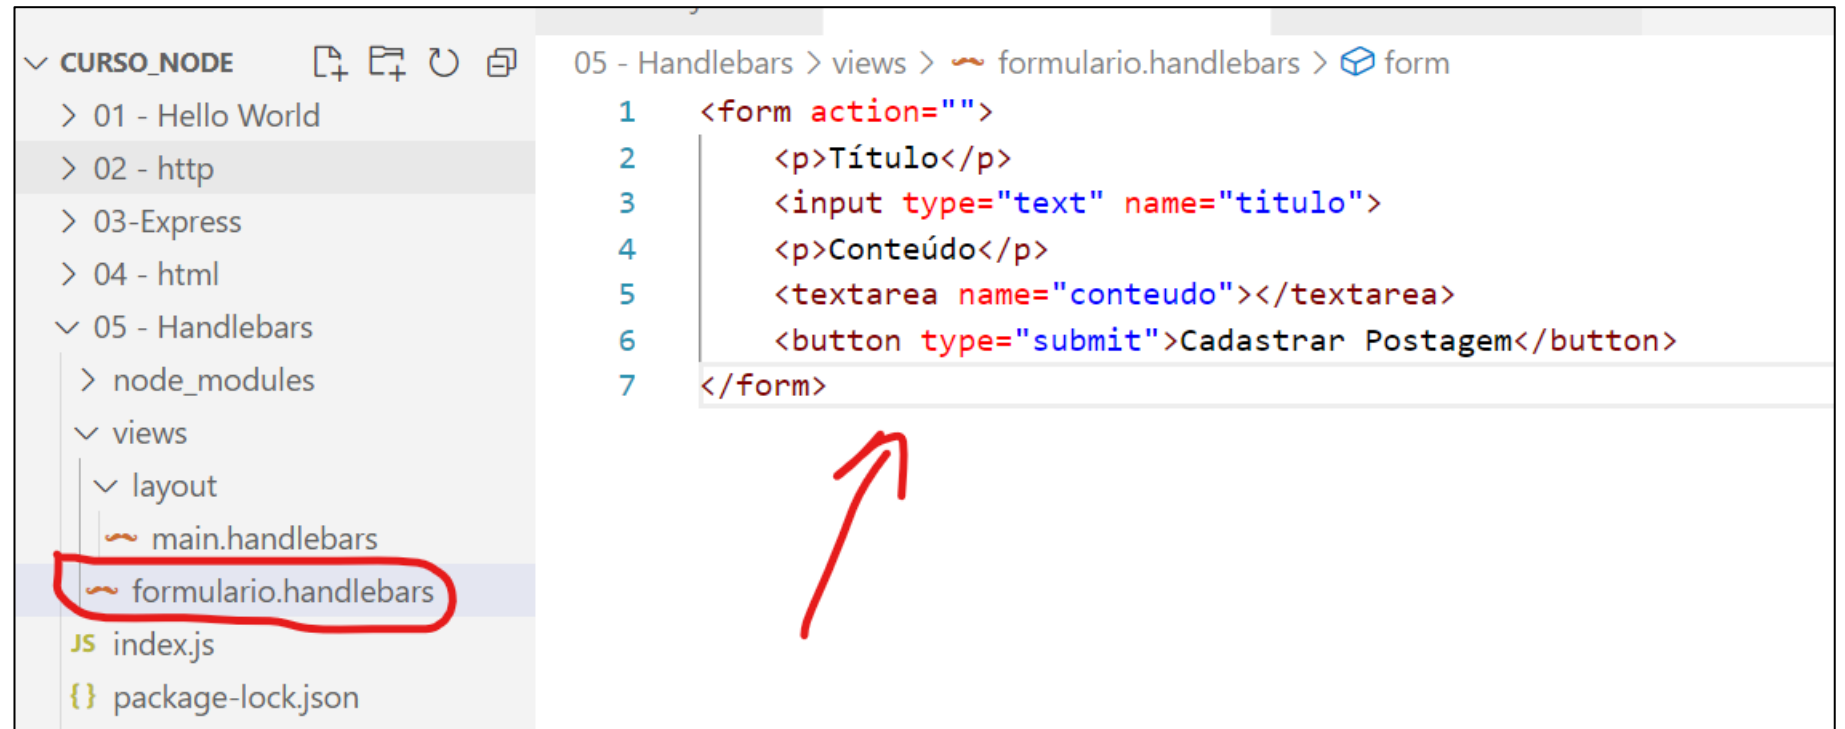 CURSO_NODE
01 - Hello World
02 - http
03-Express
04 - html
05 - Handlebars
node_modules
views
layout
main.handlebars
formulario.handlebars
JS index.js
{} package-lock.json
05 - Handlebars > views > formulario.handlebars > form
1 <form action="">
2 <p>Título</p>
3 <input type="text" name="titulo">
4 <p>Conteúdo</p>
5 <textarea name="conteudo"></textarea>
6 <button type="submit">Cadastrar Postagem</button>
7 </form>